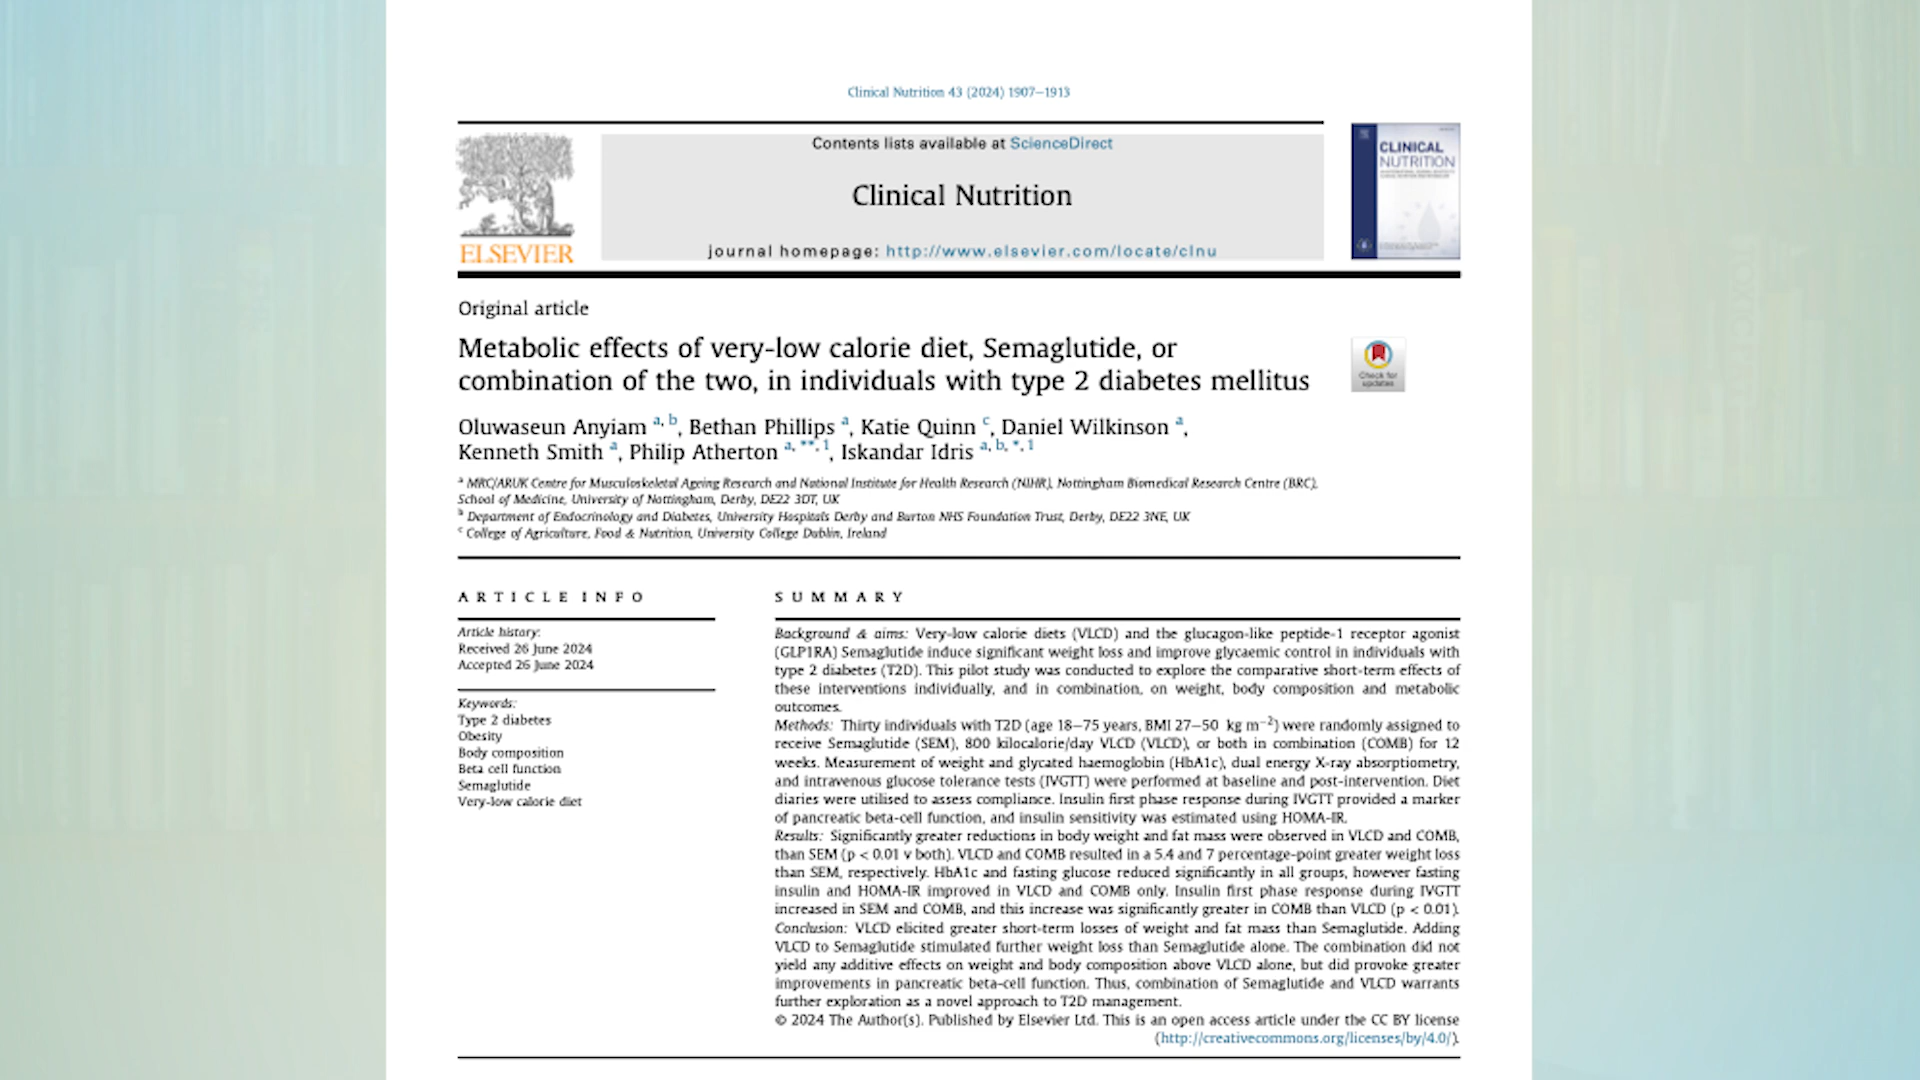 Clinical Nutrition 43 (2024) 1907–1913
Contents lists available at ScienceDirect
Clinical Nutrition
journal homepage: http://www.elsevier.com/locate/clnu
ELSEVIER
CLINICAL
NUTRITION
Original article
Metabolic effects of very-low calorie diet, Semaglutide, or
combination of the two, in individuals with type 2 diabetes mellitus
Check for
updates
Oluwaseun Anyiam a, b, Bethan Phillips a, Katie Quinn c, Daniel Wilkinson a,
Kenneth Smith a, Philip Atherton a, **, 1, Iskandar Idris a, b, *, 1
a MRC/ARUK Centre for Musculoskeletal Ageing Research and National Institute for Health Research (NIHR), Nottingham Biomedical Research Centre (BRC),
School of Medicine, University of Nottingham, Derby, DE22 3DT, UK
b Department of Endocrinology and Diabetes, University Hospitals Derby and Burton NHS Foundation Trust, Derby, DE22 3NE, UK
c College of Agriculture, Food & Nutrition, University College Dublin, Ireland
ARTICLE INFO
Article history:
Received 26 June 2024
Accepted 26 June 2024
Keywords:
Type 2 diabetes
Obesity
Body composition
Beta cell function
Semaglutide
Very-low calorie diet
SUMMARY
Background & aims: Very-low calorie diets (VLCD) and the glucagon-like peptide-1 receptor agonist
(GLP1RA) Semaglutide induce significant weight loss and improve glycaemic control in individuals with
type 2 diabetes (T2D). This pilot study was conducted to explore the comparative short-term effects of
these interventions individually, and in combination, on weight, body composition and metabolic
outcomes.
Methods: Thirty individuals with T2D (age 18–75 years, BMI 27–50 kg m−2) were randomly assigned to
receive Semaglutide (SEM), 800 kilocalorie/day VLCD (VLCD), or both in combination (COMB) for 12
weeks. Measurement of weight and glycated haemoglobin (HbA1c), dual energy X-ray absorptiometry,
and intravenous glucose tolerance tests (IVGTT) were performed at baseline and post-intervention. Diet
diaries were utilised to assess compliance. Insulin first phase response during IVGTT provided a marker
of pancreatic beta-cell function, and insulin sensitivity was estimated using HOMA-IR.
Results: Significantly greater reductions in body weight and fat mass were observed in VLCD and COMB,
than SEM (p < 0.01 v both). VLCD and COMB resulted in a 5.4 and 7 percentage-point greater weight loss
than SEM, respectively. HbA1c and fasting glucose reduced significantly in all groups, however fasting
insulin and HOMA-IR improved in VLCD and COMB only. Insulin first phase response during IVGTT
increased in SEM and COMB, and this increase was significantly greater in COMB than VLCD (p < 0.01).
Conclusion: VLCD elicited greater short-term losses of weight and fat mass than Semaglutide. Adding
VLCD to Semaglutide stimulated further weight loss than Semaglutide alone. The combination did not
yield any additive effects on weight and body composition above VLCD alone, but did provoke greater
improvements in pancreatic beta-cell function. Thus, combination of Semaglutide and VLCD warrants
further exploration as a novel approach to T2D management.
© 2024 The Author(s). Published by Elsevier Ltd. This is an open access article under the CC BY license
(http://creativecommons.org/licenses/by/4.0/).